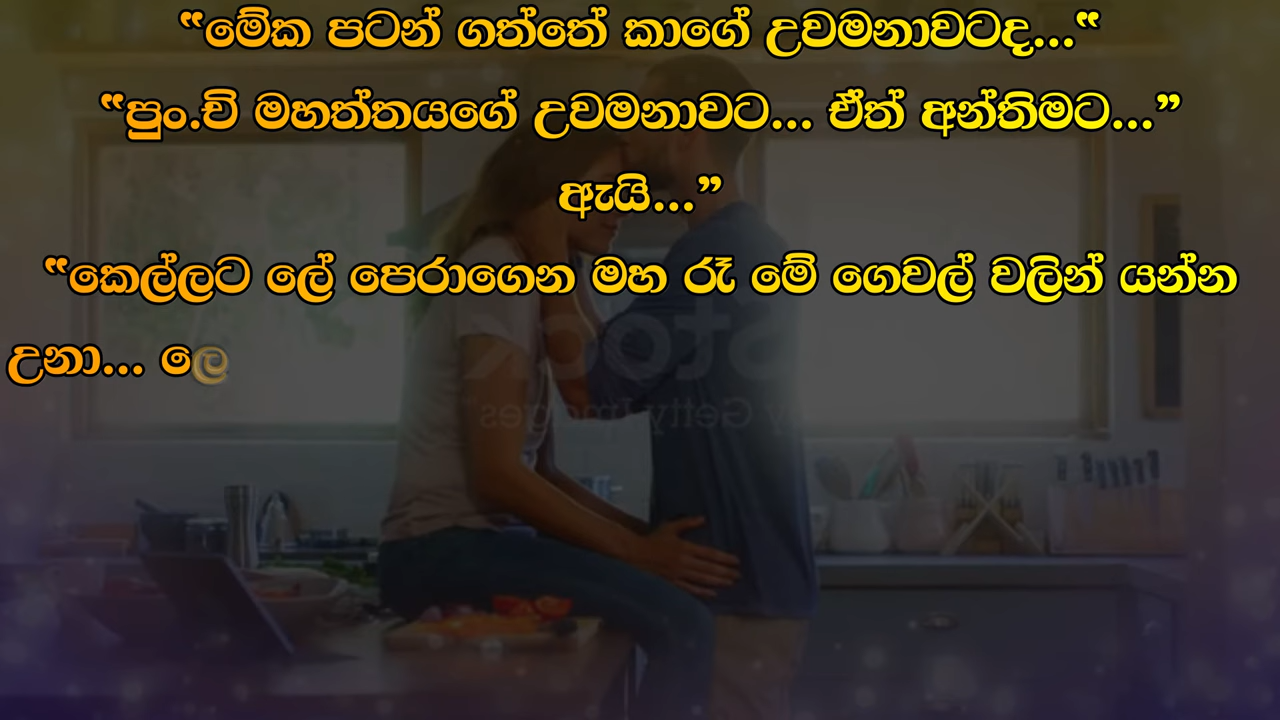 “මේක පටන් ගත්තේ කාගේ උවමනාවටද...“
“පුං.චි මහත්තයගේ උවමනාවට... ඒත් අන්තිමට...”
ඇයි...”
“කෙල්ලට ලේ පෙරාගෙන මහ රෑ මේ ගෙවල් වලින් යන්න
උනා... ලෙ